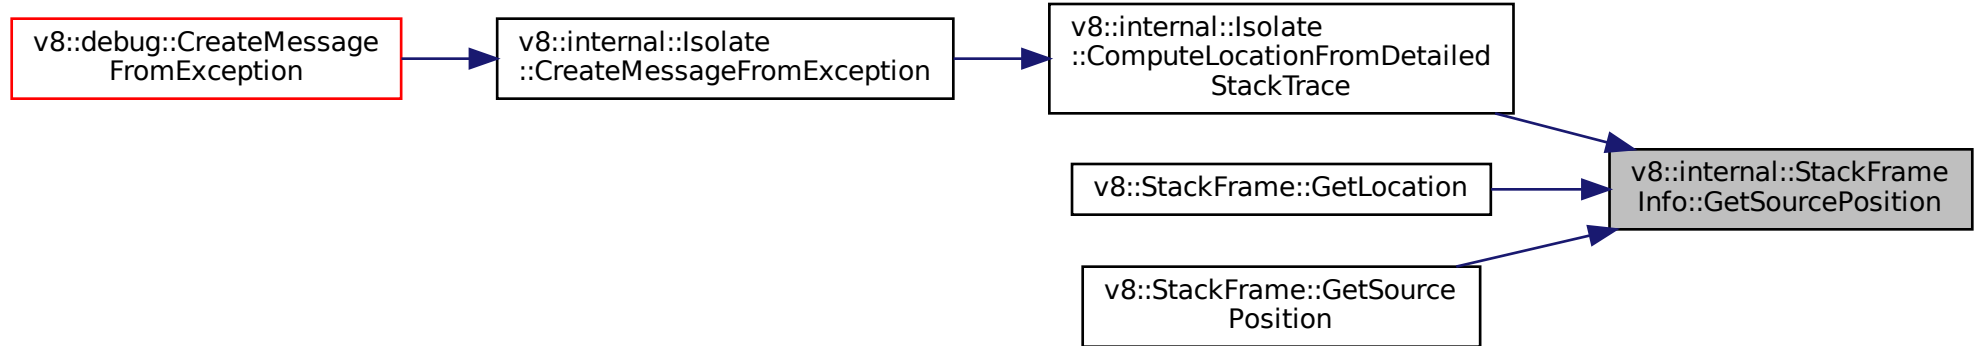 v8::debug::CreateMessage
FromException
v8::internal::Isolate
::CreateMessageFromException
v8::internal::Isolate
::ComputeLocationFromDetailed
StackTrace
v8::StackFrame::GetLocation
v8::StackFrame::GetSource
Position
v8::internal::StackFrame
Info::GetSourcePosition